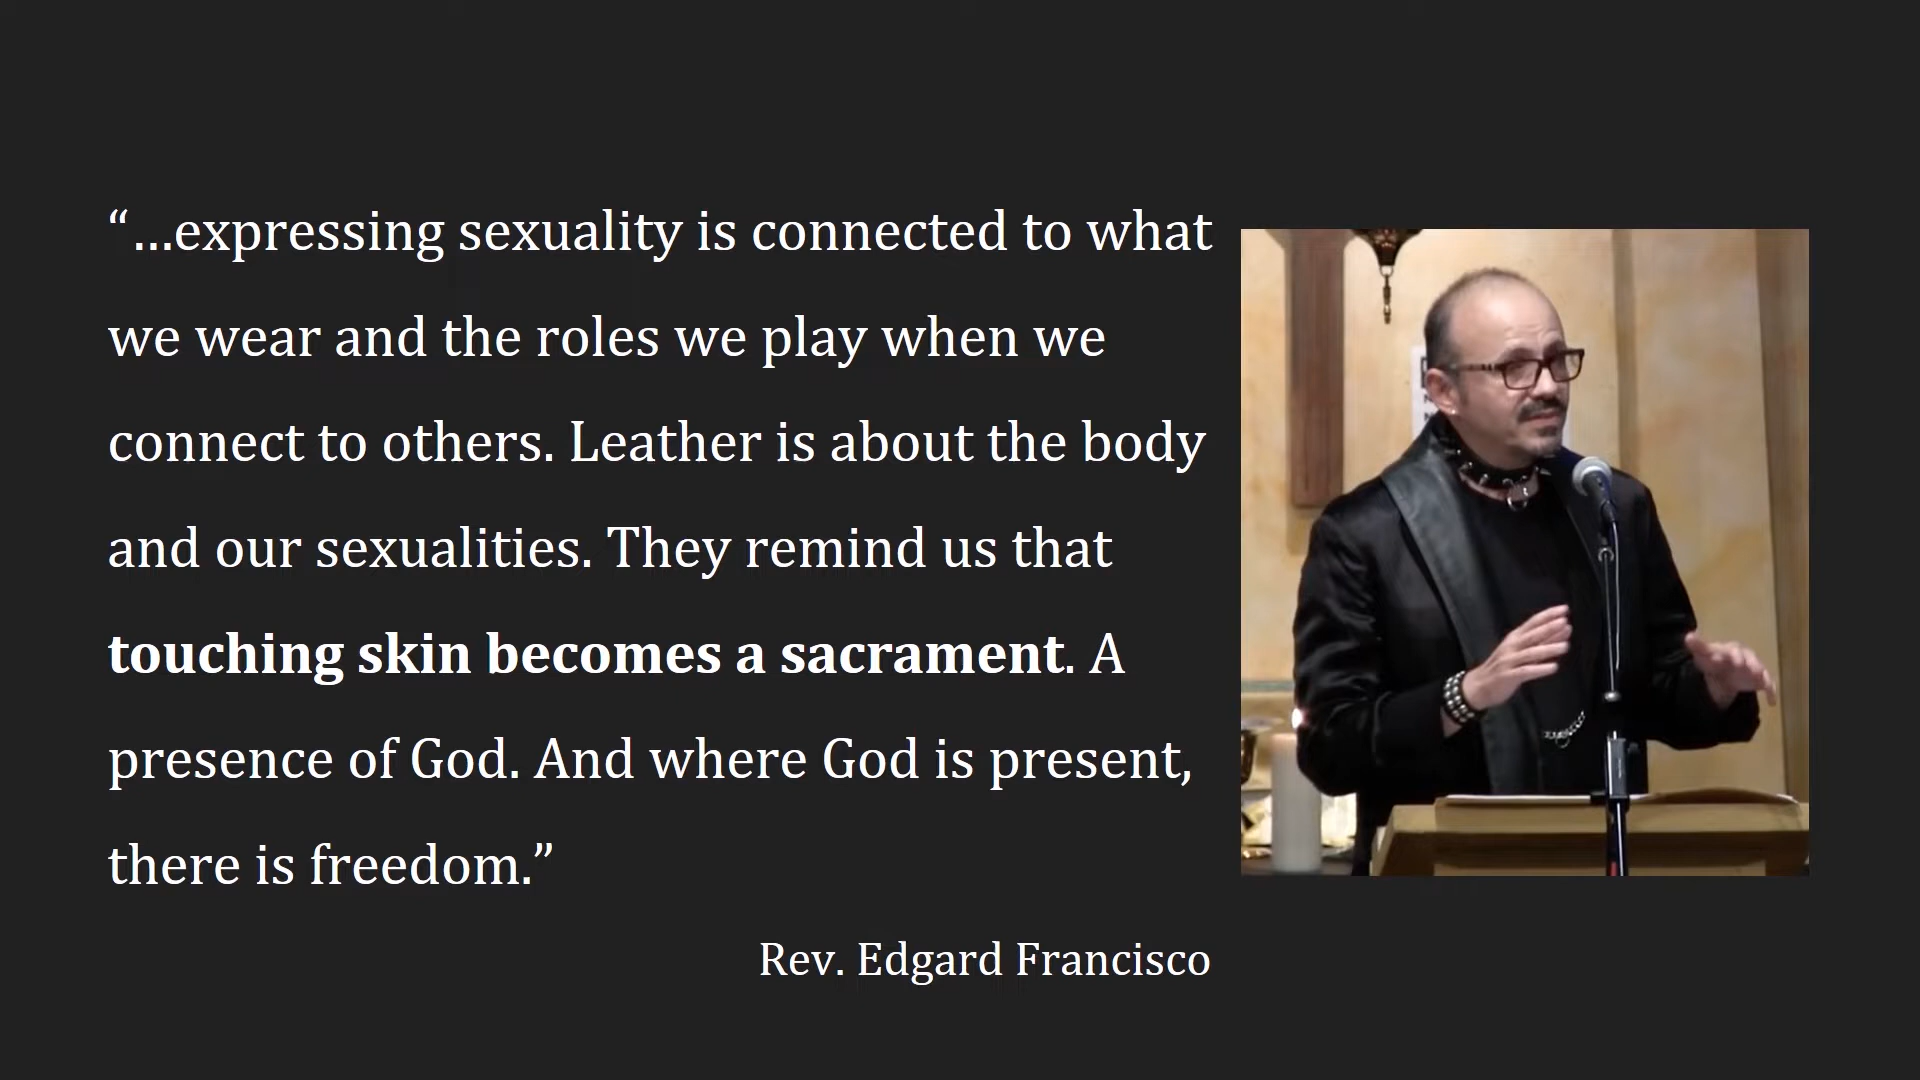 “…expressing sexuality is connected to what
we wear and the roles we play when we
connect to others. Leather is about the body
and our sexualities. They remind us that
touching skin becomes a sacrament. A
presence of God. And where God is present,
there is freedom.”
Rev. Edgard Francisco